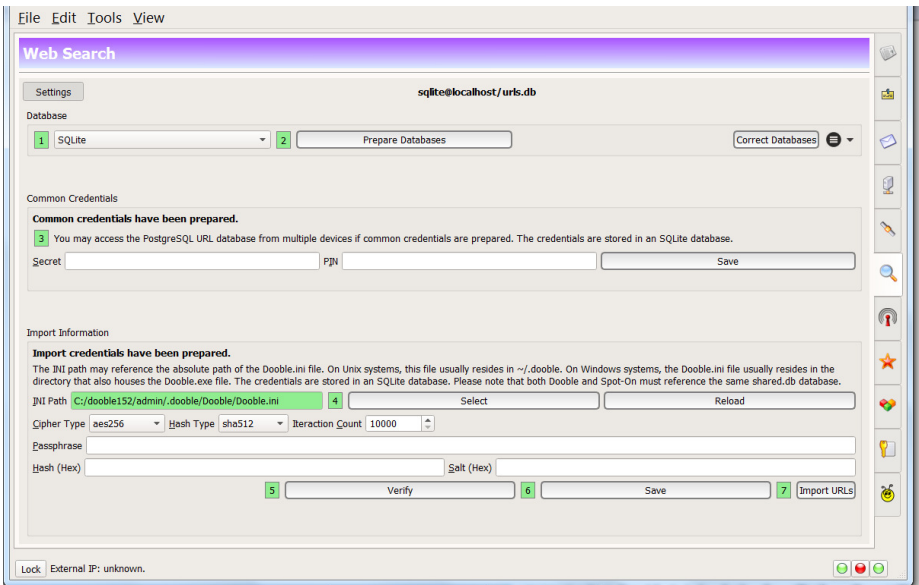 File Edit Tools View
Web Search
Settings
sqlite@localhost/urls.db
Database
1 SQLite 2 Prepare Databases Correct Databases
Common Credentials
Common credentials have been prepared.
3 You may access the PostgreSQL URL database from multiple devices if common credentials are prepared. The credentials are stored in an SQLite database.
Secret PIN Save
Import Information
Import credentials have been prepared.
The INI path may reference the absolute path of the Dooble.ini file. On Unix systems, this file usually resides in ~/.dooble. On Windows systems, the Dooble.ini file usually resides in the
directory that also houses the Dooble.exe file. The credentials are stored in an SQLite database. Please note that both Dooble and Spot-On must reference the same shared.db database.
INI Path C:/dooble152/admin/.dooble/Dooble/Dooble.ini 4 Select Reload
Cipher Type aes256 Hash Type sha512 Iteraction Count 10000
Passphrase
Hash (Hex) Salt (Hex)
5 Verify 6 Save 7 Import URLs
Lock External IP: unknown.